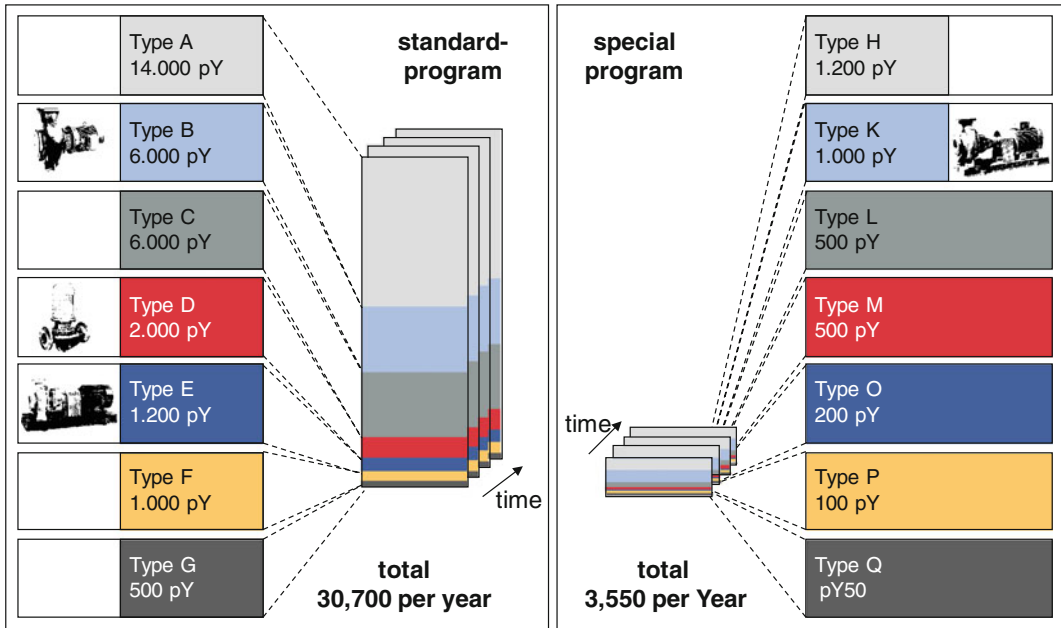 Type A
14.000 pY
Type B
6.000 pY
Type C
6.000 pY
Type D
2.000 pY
Type E
1.200 pY
Type F
1.000 pY
Type G
500 pY
standard-
program
time
total
30,700 per year
special
program
time
total
3,550 per Year
Type H
1.200 pY
Type K
1.000 pY
Type L
500 pY
Type M
500 pY
Type O
200 pY
Type P
100 pY
Type Q
pY50